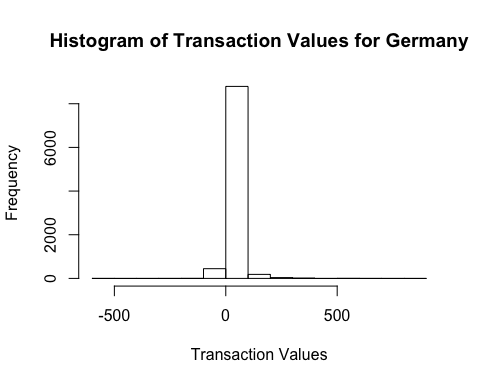 Histogram of Transaction Values for Germany
Frequency
6000
2000
0
-500
0
500
Transaction Values